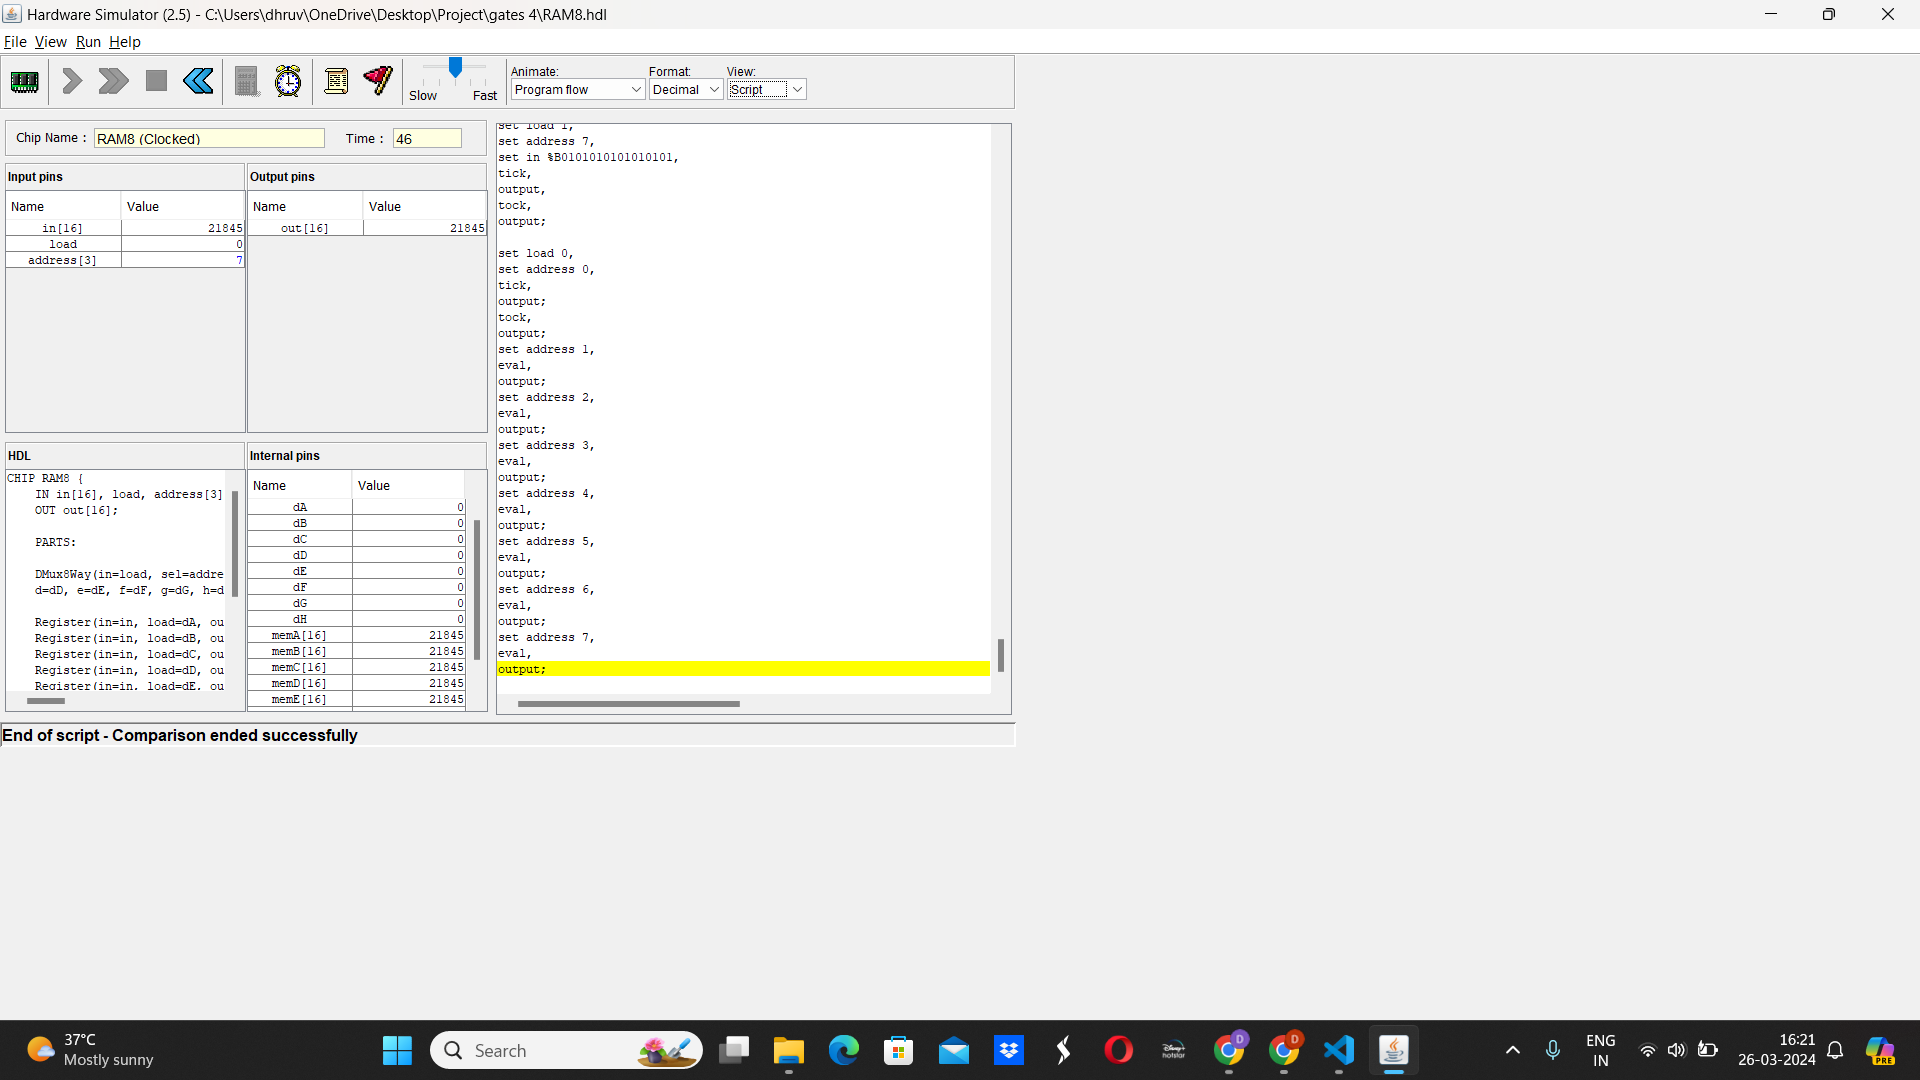 Hardware Simulator (2.5) - C:\Users\dhruv\OneDrive\Desktop\Project\gates 4\RAM8.hdl
File View Run Help
Slow Fast
Animate:
Program flow
Format:
Decimal
View:
Script
Chip Name : RAM8 (Clocked) Time : 46
Input pins
Name Value
in[16] 21845
load 0
address[3] 7
Output pins
Name Value
out[16] 21845
HDL
CHIP RAM8 {
IN in[16], load, address[3]
OUT out[16];
PARTS:
DMux8Way(in=load, sel=addre
d=dD, e=dE, f=dF, g=dG, h=d
Register(in=in, load=dA, ou
Register(in=in, load=dB, ou
Register(in=in, load=dC, ou
Register(in=in, load=dD, ou
Register(in=in, load=dE, ou
Internal pins
Name Value
dA 0
dB 0
dC 0
dD 0
dE 0
dF 0
dG 0
dH 0
memA[16] 21845
memB[16] 21845
memC[16] 21845
memD[16] 21845
memE[16] 21845
set load 1,
set address 7,
set in %B0101010101010101,
tick,
output,
tock,
output;
set load 0,
set address 0,
tick,
output;
tock,
output;
set address 1,
eval,
output;
set address 2,
eval,
output;
set address 3,
eval,
output;
set address 4,
eval,
output;
set address 5,
eval,
output;
set address 6,
eval,
output;
set address 7,
eval,
output;
End of script - Comparison ended successfully
37°C
Mostly sunny
Search
disney+
hotstar
D
D
ENG
IN
16:21
26-03-2024
PRE